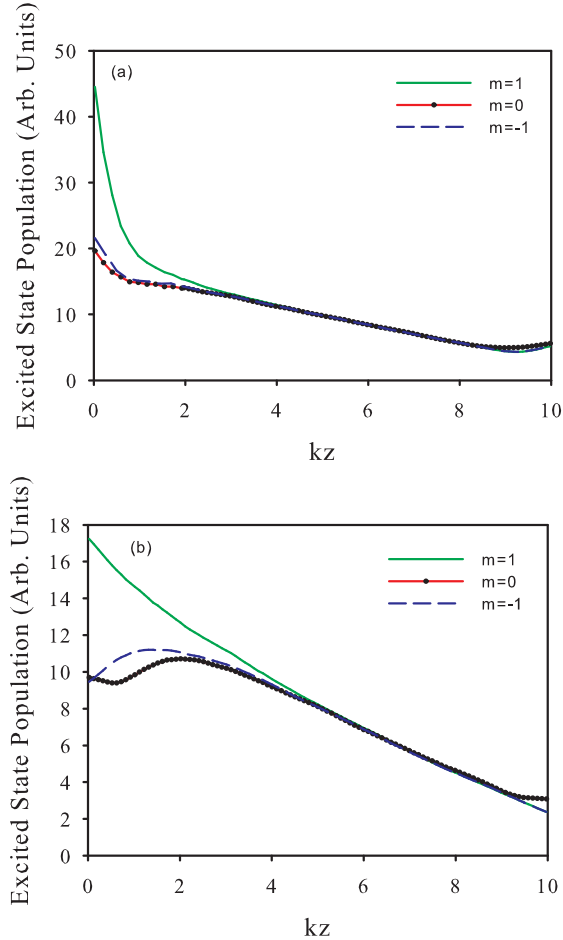 Excited State Population (Arb. Units)
(a)
m=1
m=0
m=-1
50
40
30
20
10
0
0 2 4 6 8 10
kz
Excited State Population (Arb. Units)
(b)
m=1
m=0
m=-1
18
16
14
12
10
8
6
4
2
0
0 2 4 6 8 10
kz